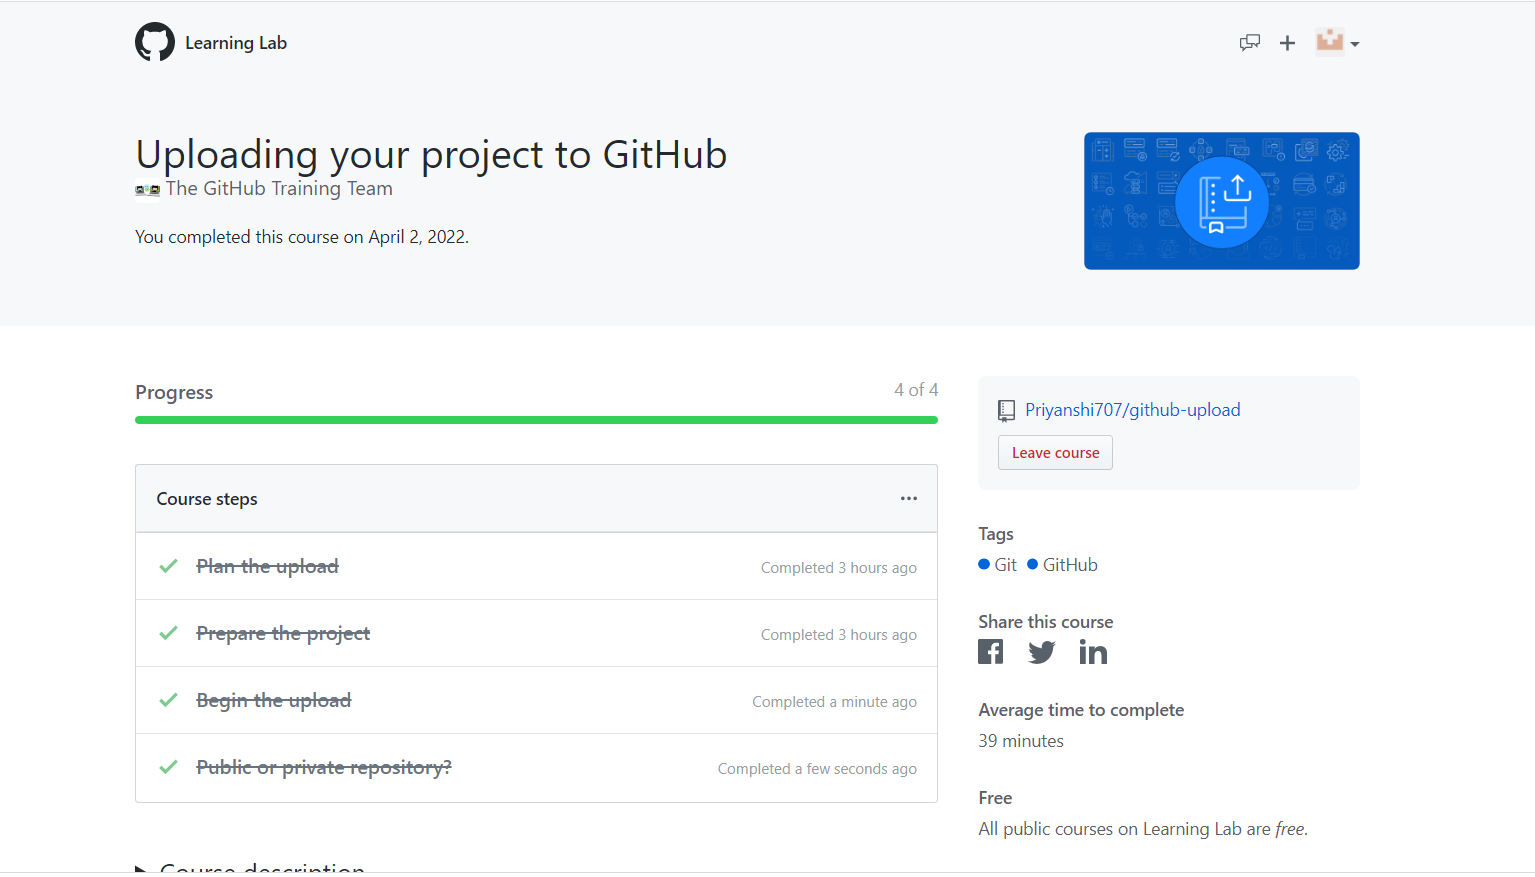 Learning Lab
Uploading your project to GitHub
The GitHub Training Team
You completed this course on April 2, 2022.
Progress
4 of 4
Course steps
Plan the upload
Completed 3 hours ago
Prepare the project
Completed 3 hours ago
Begin the upload
Completed a minute ago
Public or private repository?
Completed a few seconds ago
Course description
Priyanshi707/github-upload
Leave course
Tags
Git GitHub
Share this course
Average time to complete
39 minutes
Free
All public courses on Learning Lab are free.